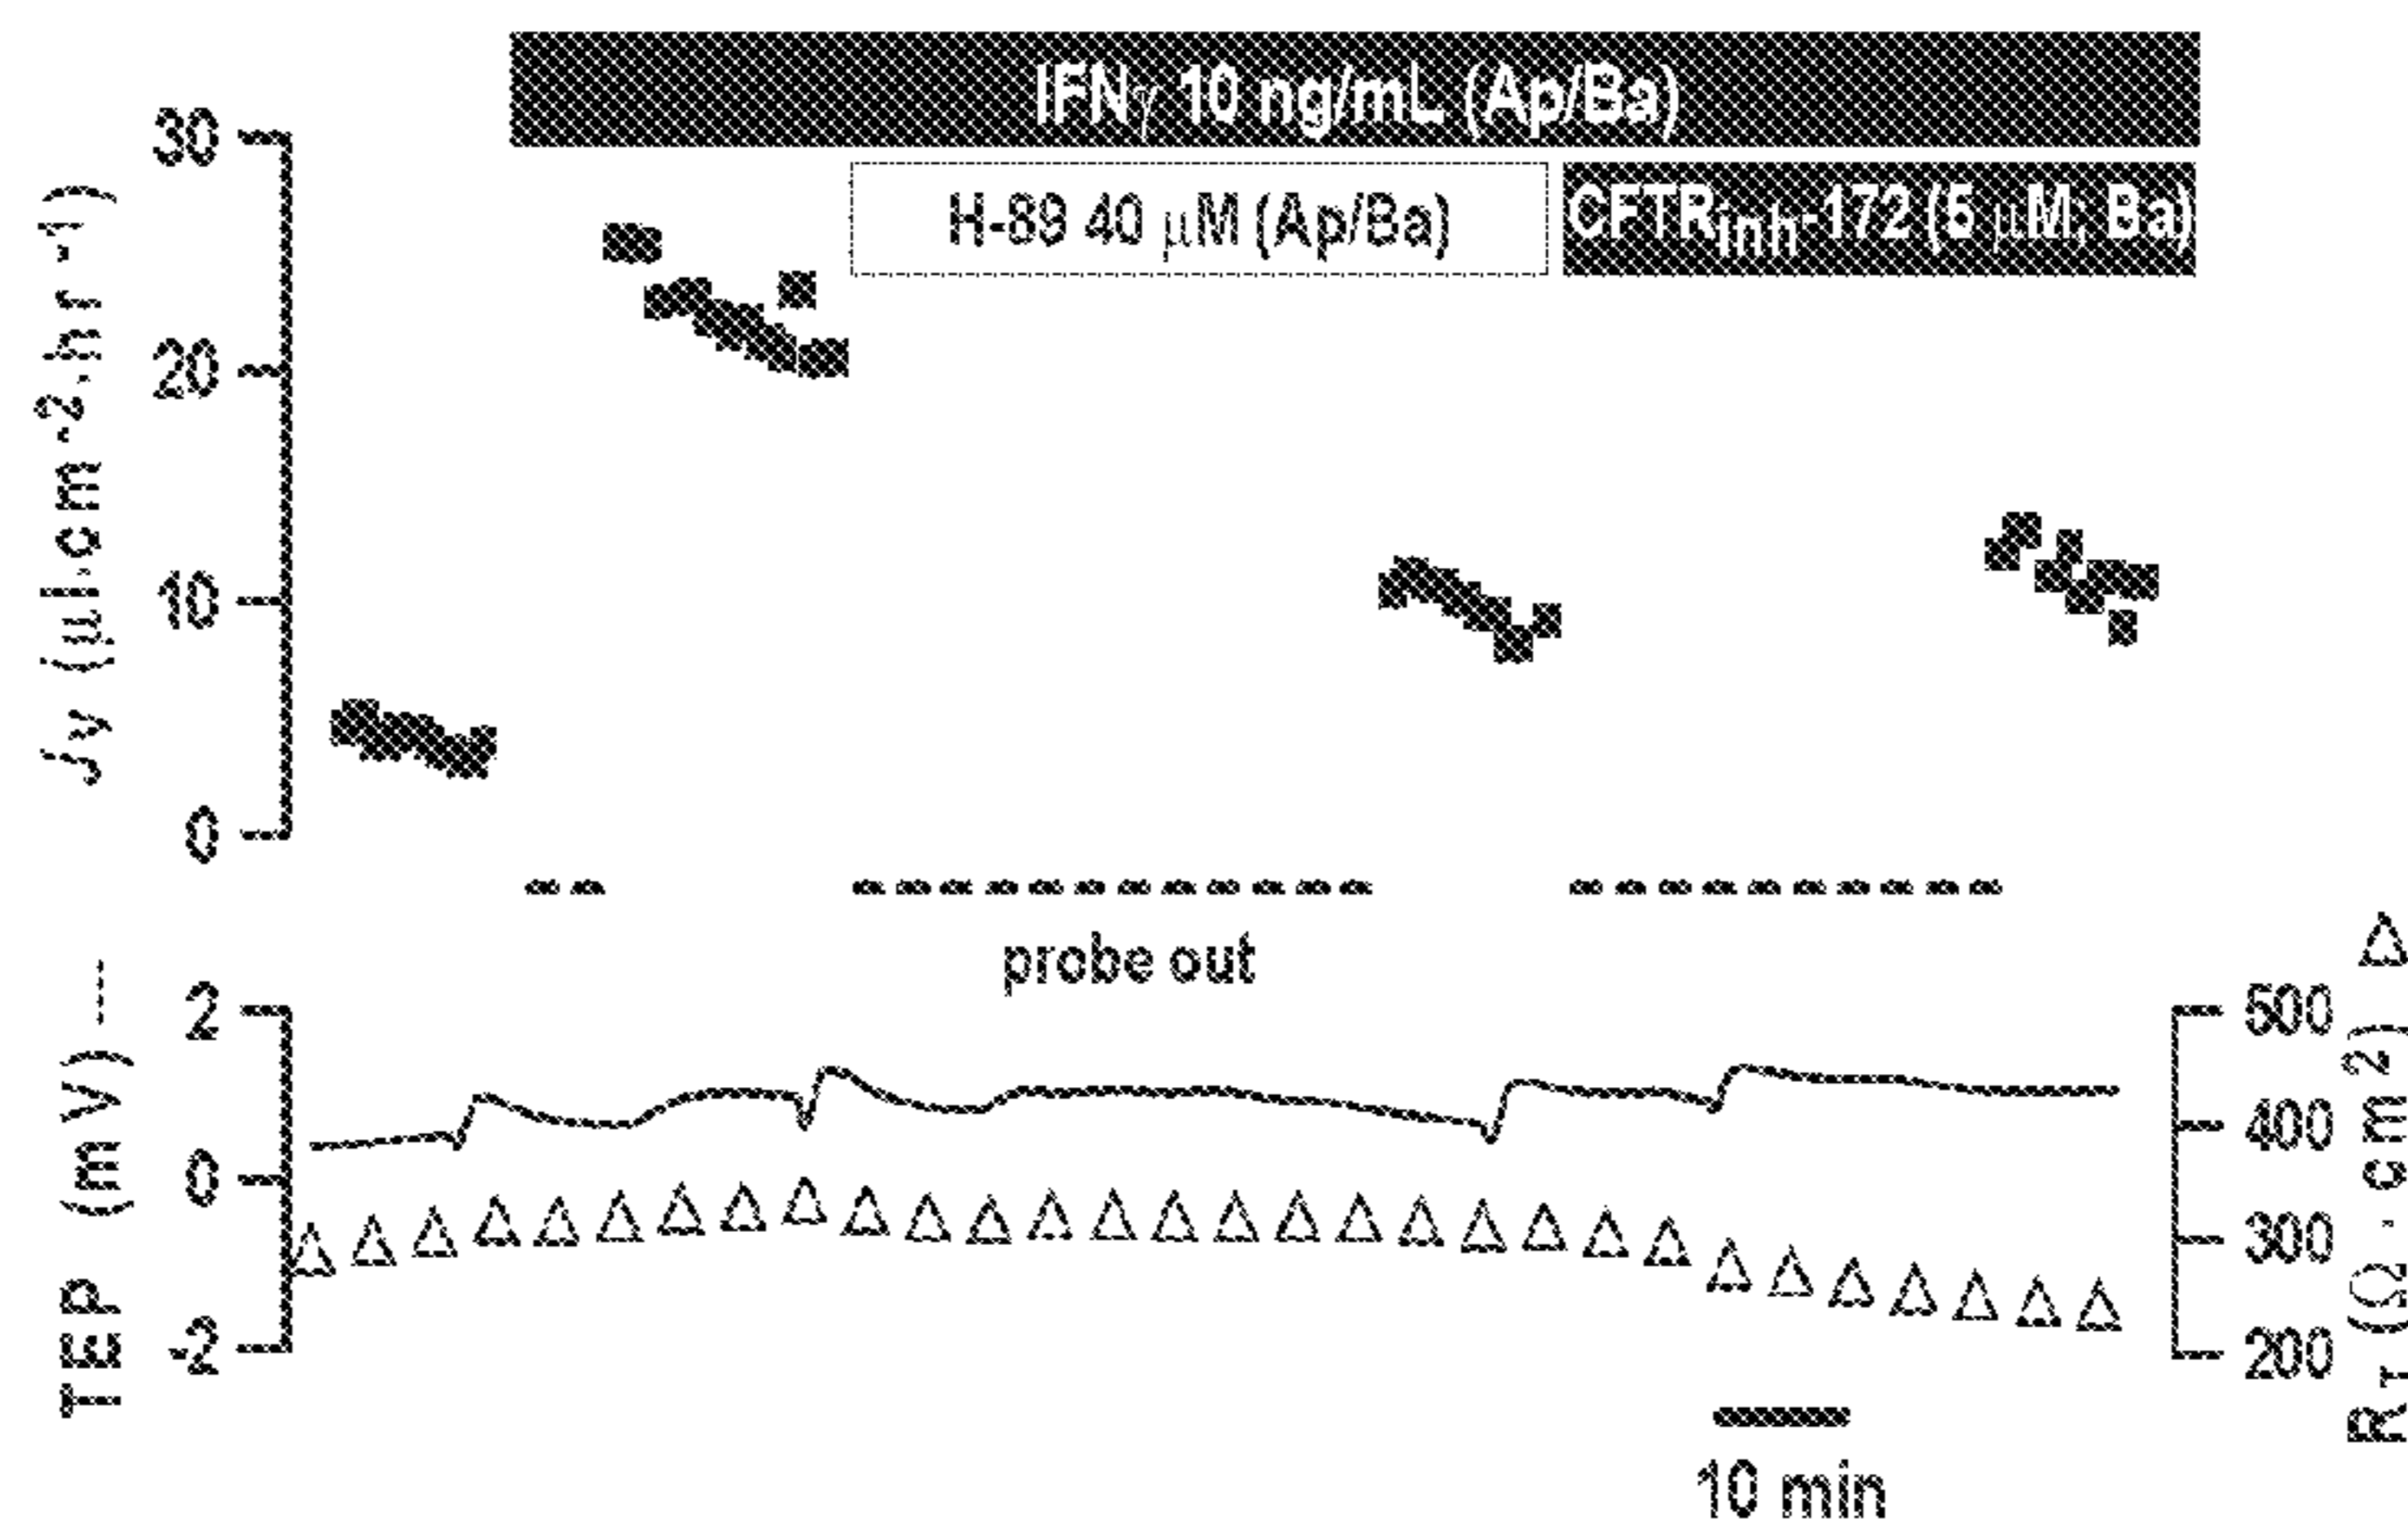 IFNγ 10 ng/mL (Ap/Ba)
H-89 40 μM (Ap/Ba)
CFTRinh-172 (5 μM; Ba)
Jv (μl.cm-2.hr-1)
30
20
10
0
probe out
TEP (mV) ----
2
0
-2
500
400
300
200
RT (Ω·cm2) △
10 min